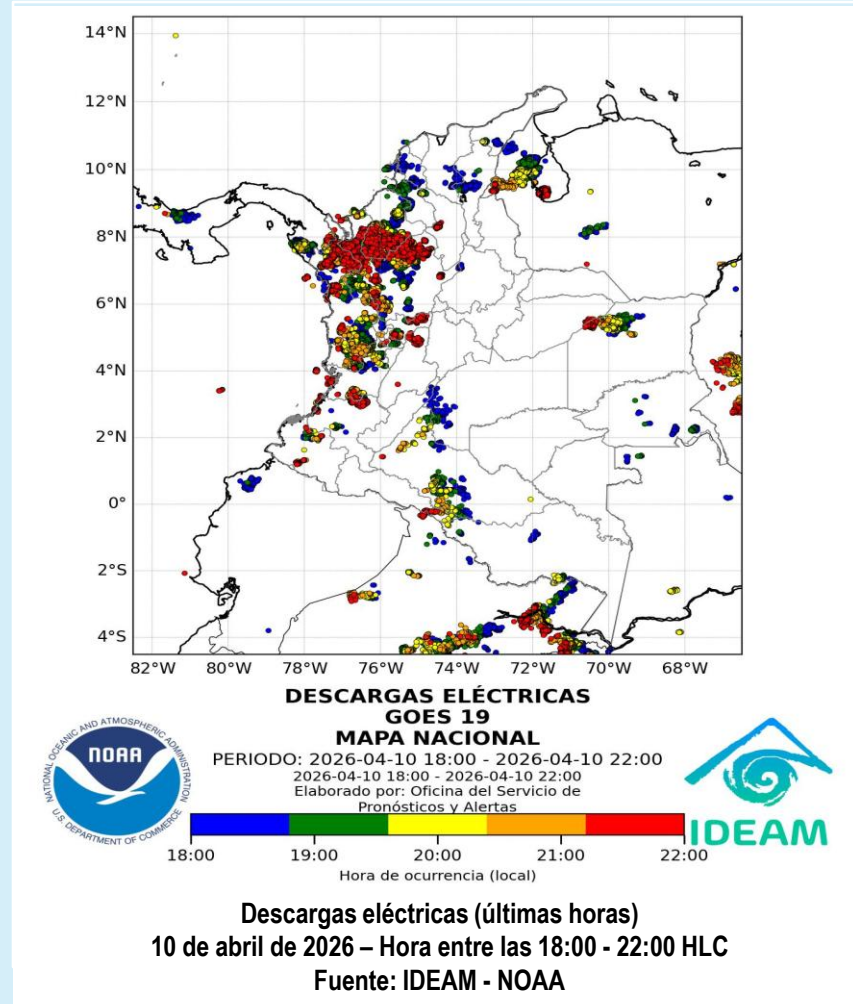 14°N
12°N
10°N
8°N
6°N
4°N
2°N
0°
2°S
4°S
82°W 80°W 78°W 76°W 74°W 72°W 70°W 68°W
DESCARGAS ELÉCTRICAS
GOES 19
MAPA NACIONAL
PERIODO: 2026-04-10 18:00 - 2026-04-10 22:00
2026-04-10 18:00 - 2026-04-10 22:00
Elaborado por: Oficina del Servicio de
Pronósticos y Alertas
NATIONAL OCEANIC AND ATMOSPHERIC ADMINISTRATION
NOAA
U.S. DEPARTMENT OF COMMERCE
IDEAM
18:00 19:00 20:00 21:00 22:00
Hora de ocurrencia (local)
Descargas eléctricas (últimas horas)
10 de abril de 2026 – Hora entre las 18:00 - 22:00 HLC
Fuente: IDEAM - NOAA